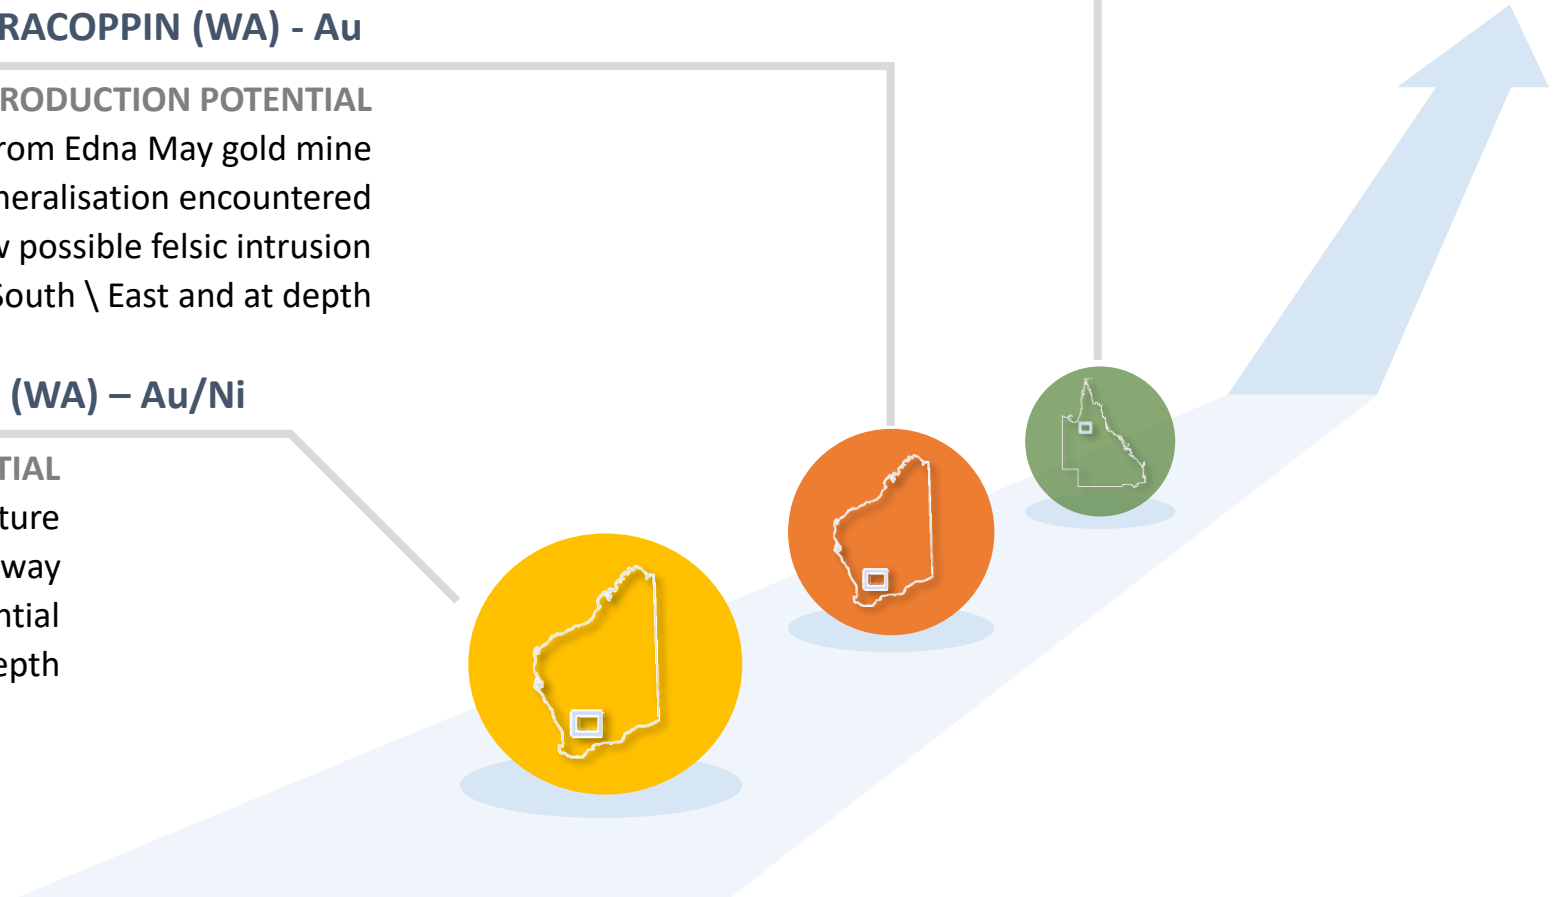 RACOPPIN (WA) - Au
RODUCTION POTENTIAL
rom Edna May gold mine
neralisation encountered
possible felsic intrusion
South \ East and at depth
(WA) – Au/Ni
TIAL
ture
way
ntial
epth